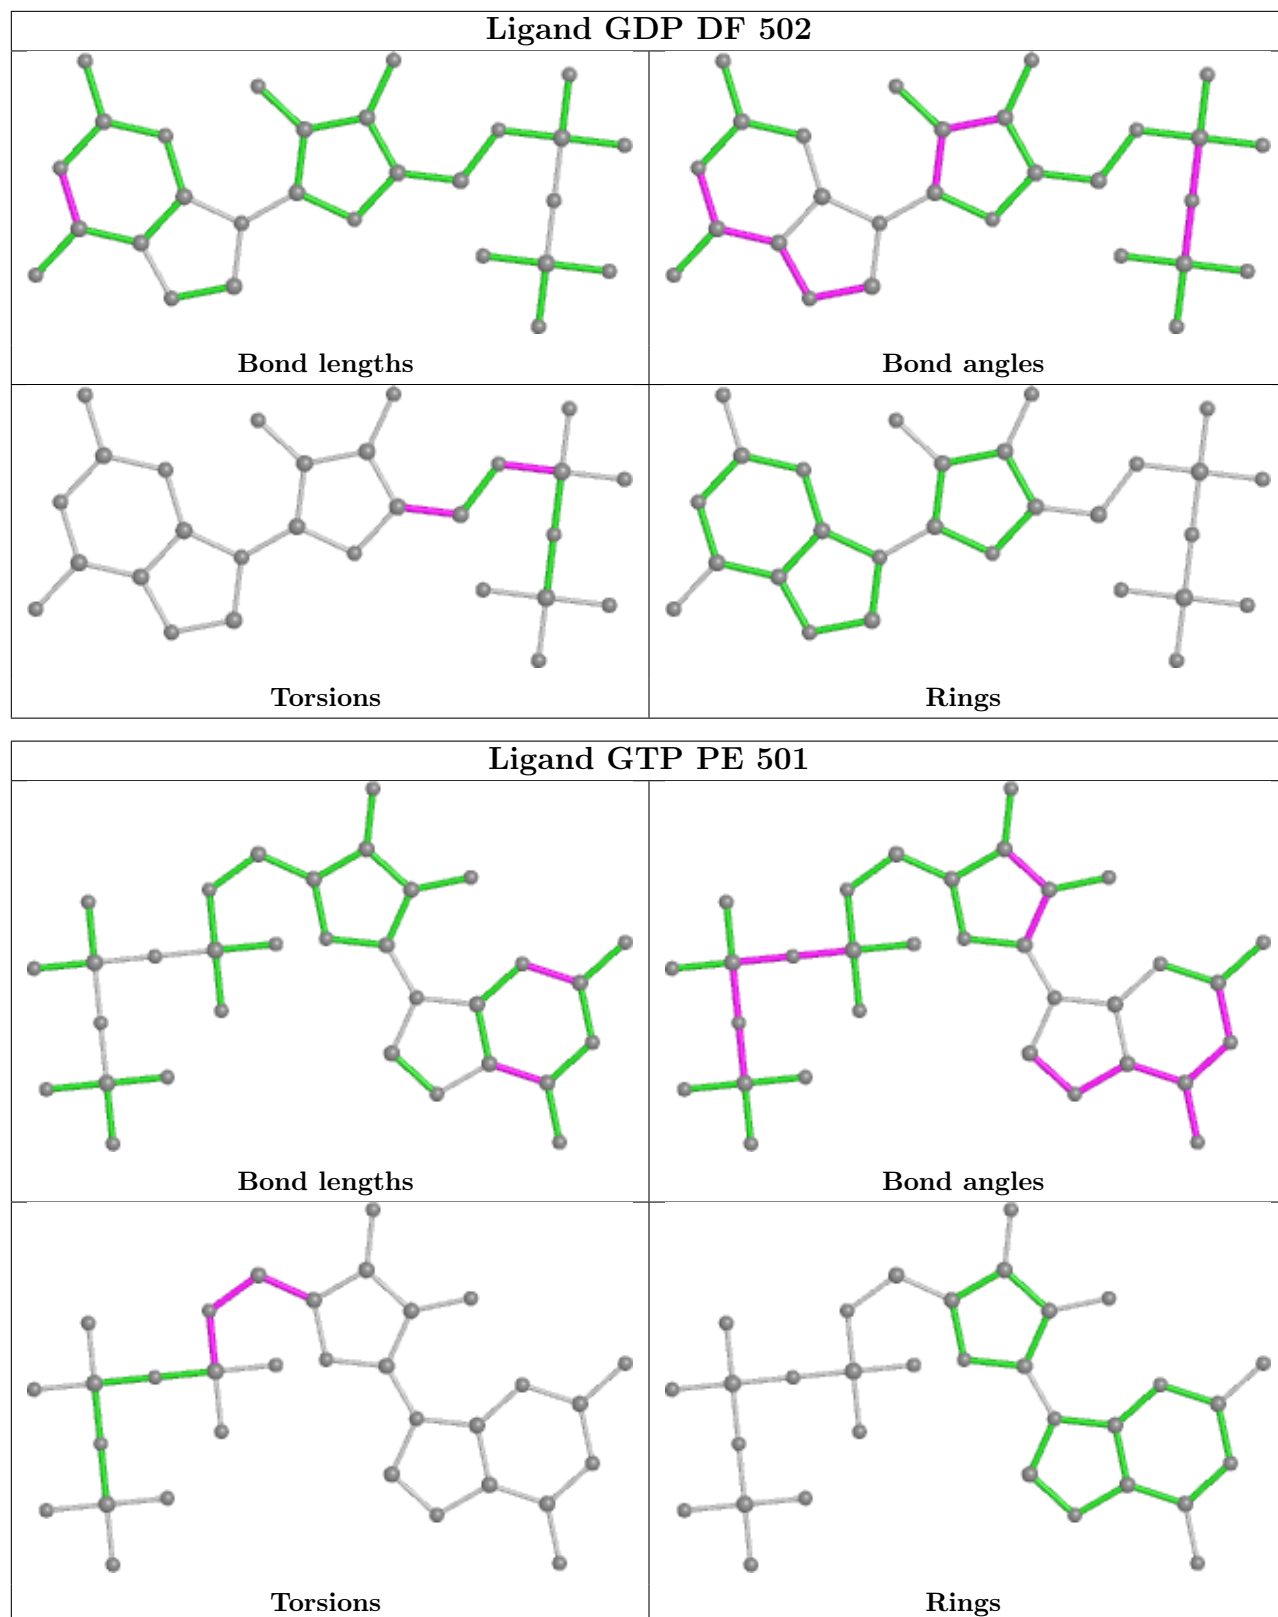 Ligand GDP DF 502
Bond lengths
Bond angles
Torsions
Rings
Ligand GTP PE 501
Bond lengths
Bond angles
Torsions
Rings